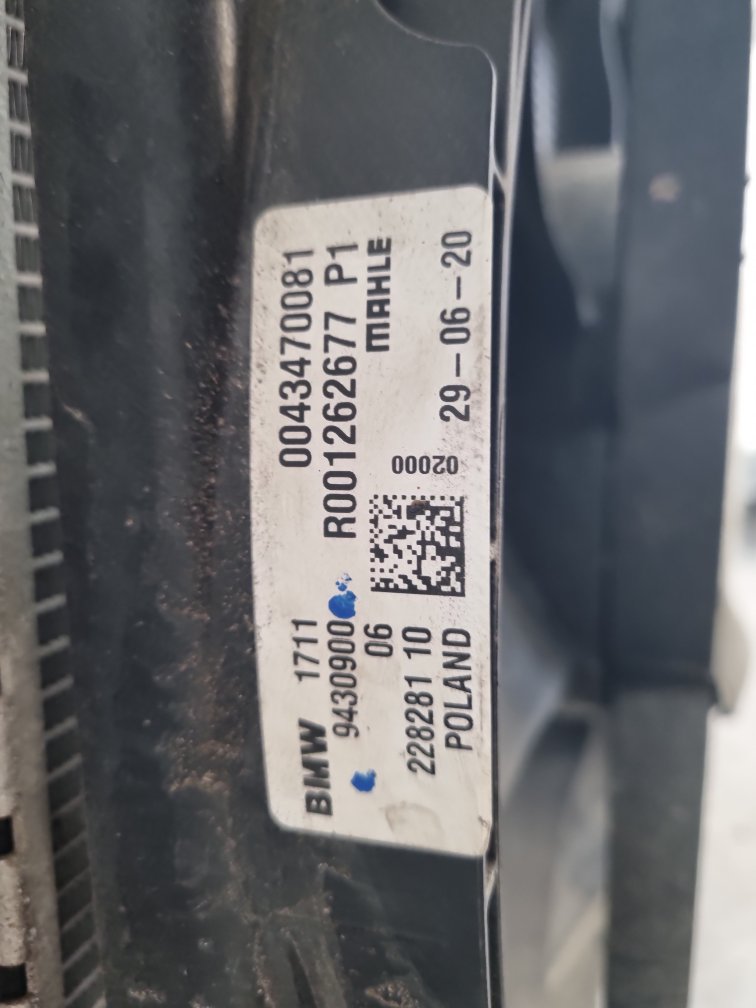 BMW 1711 0043470081
9430900 R001262677 P1
06 MAHLE
228281 10 02000
POLAND 29-06-20